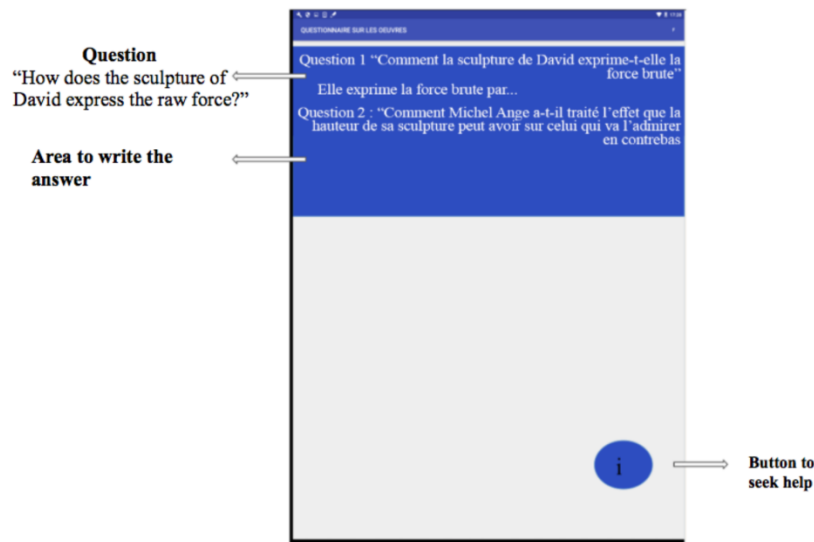 17:39
QUESTIONNAIRE SUR LES OEUVRES
Question
“How does the sculpture of
David express the raw force?”
Question 1 “Comment la sculpture de David exprime-t-elle la
force brute”
Elle exprime la force brute par...
Question 2 : “Comment Michel Ange a-t-il traité l’effet que la
hauteur de sa sculpture peut avoir sur celui qui va l’admirer
en contrebas
Area to write the
answer
i
Button to
seek help